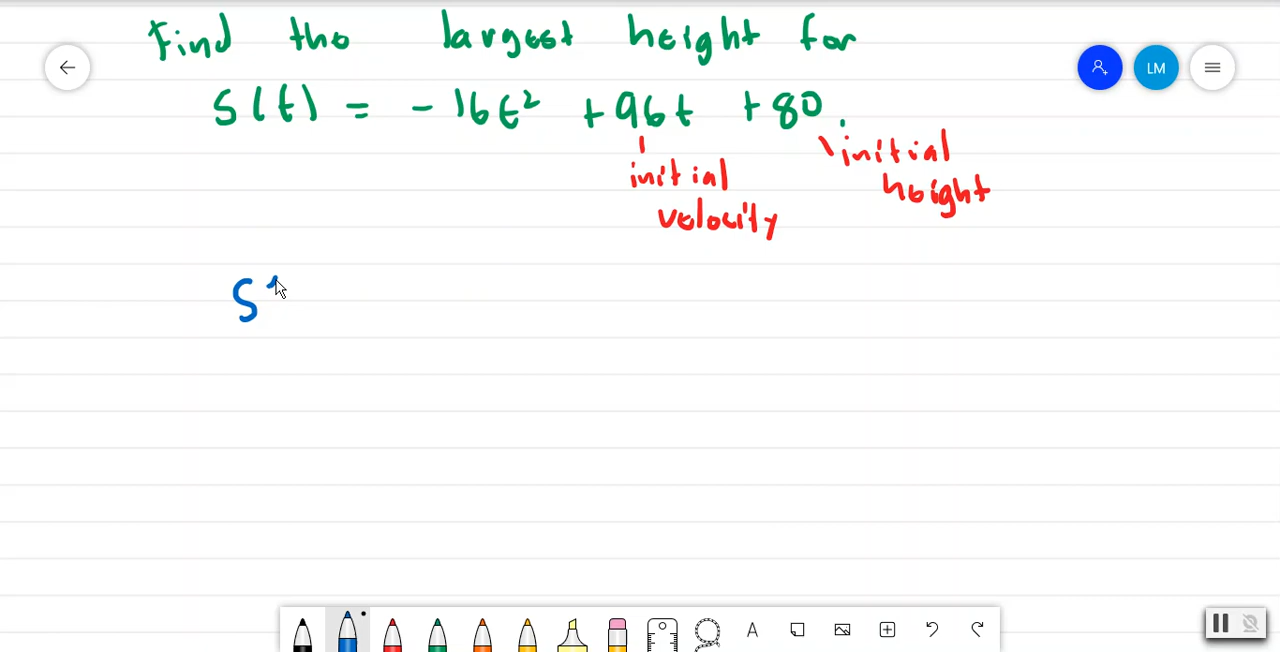 Find the largest height for
LM
S(t) = -16t² + 96t + 80.
initial velocity
initial height
S'
A